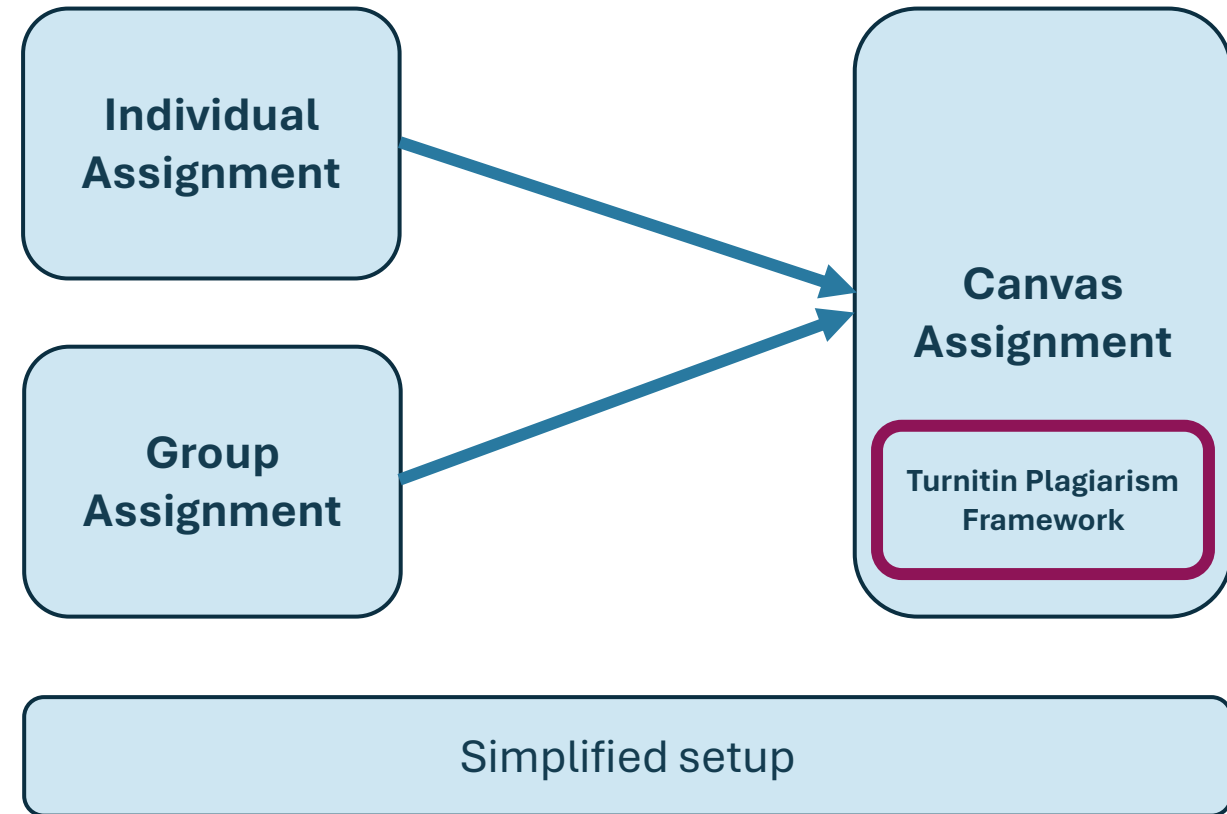 Individual
Assignment
Group
Assignment
Canvas
Assignment
Turnitin Plagiarism
Framework
Simplified setup